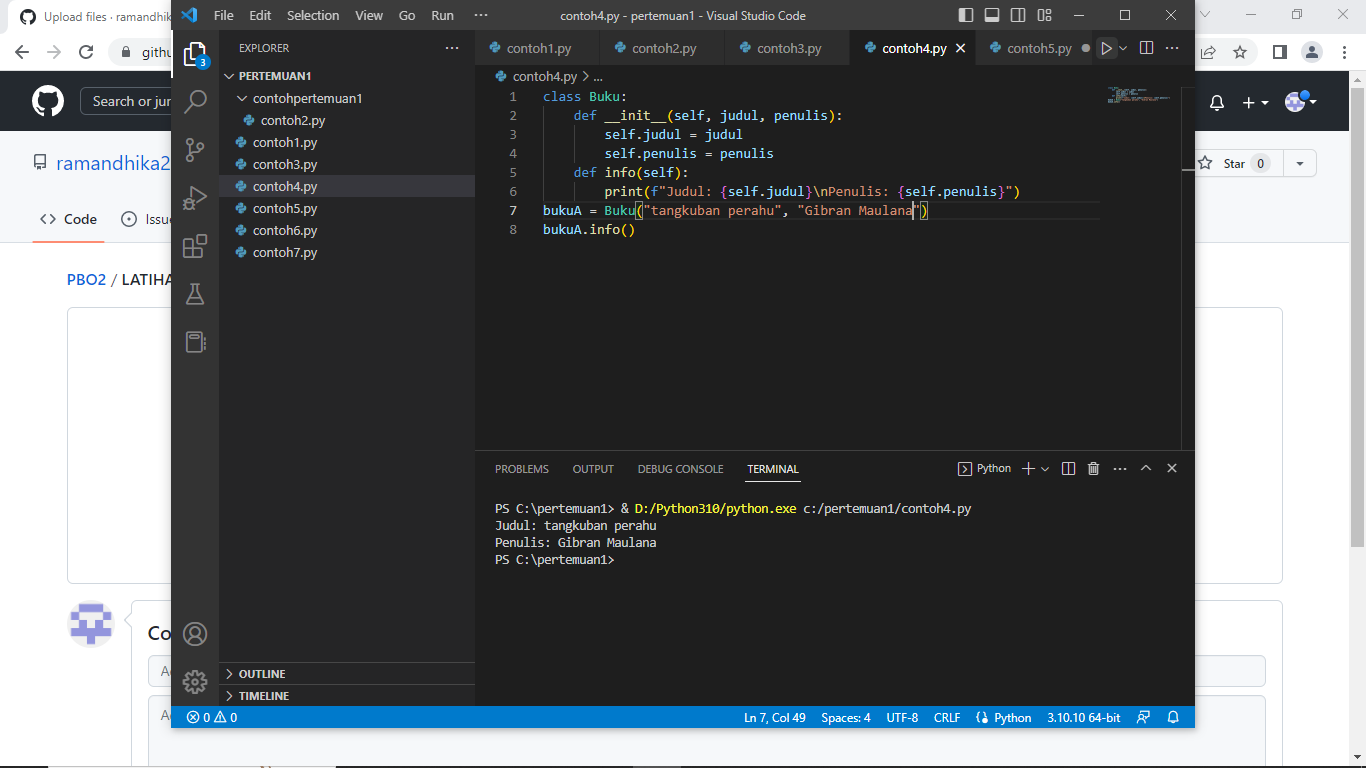 Upload files · ramandhik
File Edit Selection View Go Run ···
contoh4.py - pertemuan1 - Visual Studio Code
githu
Search or jur
ramandhika2
Code
Issu
Star 0
PBO2 / LATIHA
Co
EXPLORER
PERTEMUAN1
contohpertemuan1
contoh2.py
contoh1.py
contoh3.py
contoh4.py
contoh5.py
contoh6.py
contoh7.py
OUTLINE
TIMELINE
3
contoh1.py contoh2.py contoh3.py contoh4.py contoh5.py
contoh4.py > ...
1 class Buku:
2 def __init__(self, judul, penulis):
3 self.judul = judul
4 self.penulis = penulis
5 def info(self):
6 print(f"Judul: {self.judul}\nPenulis: {self.penulis}")
7 bukuA = Buku("tangkuban perahu", "Gibran Maulana")
8 bukuA.info()
PROBLEMS OUTPUT DEBUG CONSOLE TERMINAL
Python
PS C:\pertemuan1> & D:/Python310/python.exe c:/pertemuan1/contoh4.py
Judul: tangkuban perahu
Penulis: Gibran Maulana
PS C:\pertemuan1>
0 0
Ln 7, Col 49 Spaces: 4 UTF-8 CRLF Python 3.10.10 64-bit